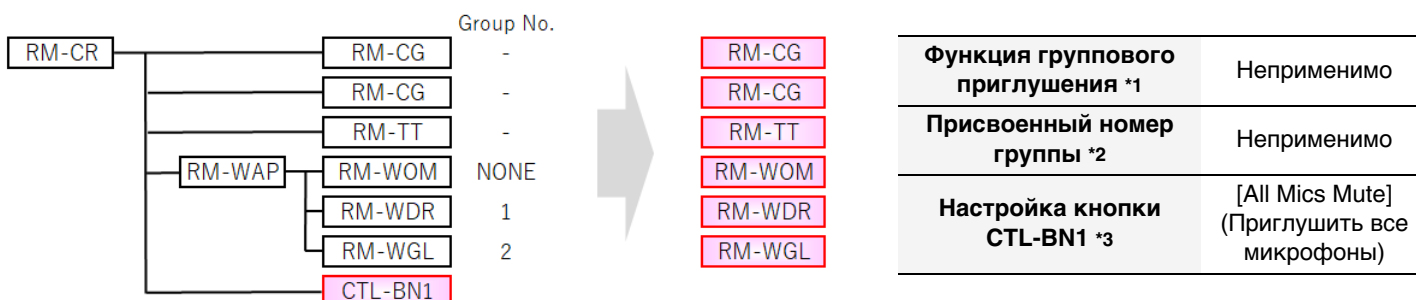 Group No.
RM-CR
RM-CG -
RM-CG -
RM-TT -
RM-WAP RM-WOM NONE
RM-WDR 1
RM-WGL 2
CTL-BN1
RM-CG
RM-CG
RM-TT
RM-WOM
RM-WDR
RM-WGL
Функция группового
приглушения *1
Неприменимо
Присвоенный номер
группы *2
Неприменимо
Настройка кнопки
CTL-BN1 *3
[All Mics Mute]
(Приглушить все
микрофоны)